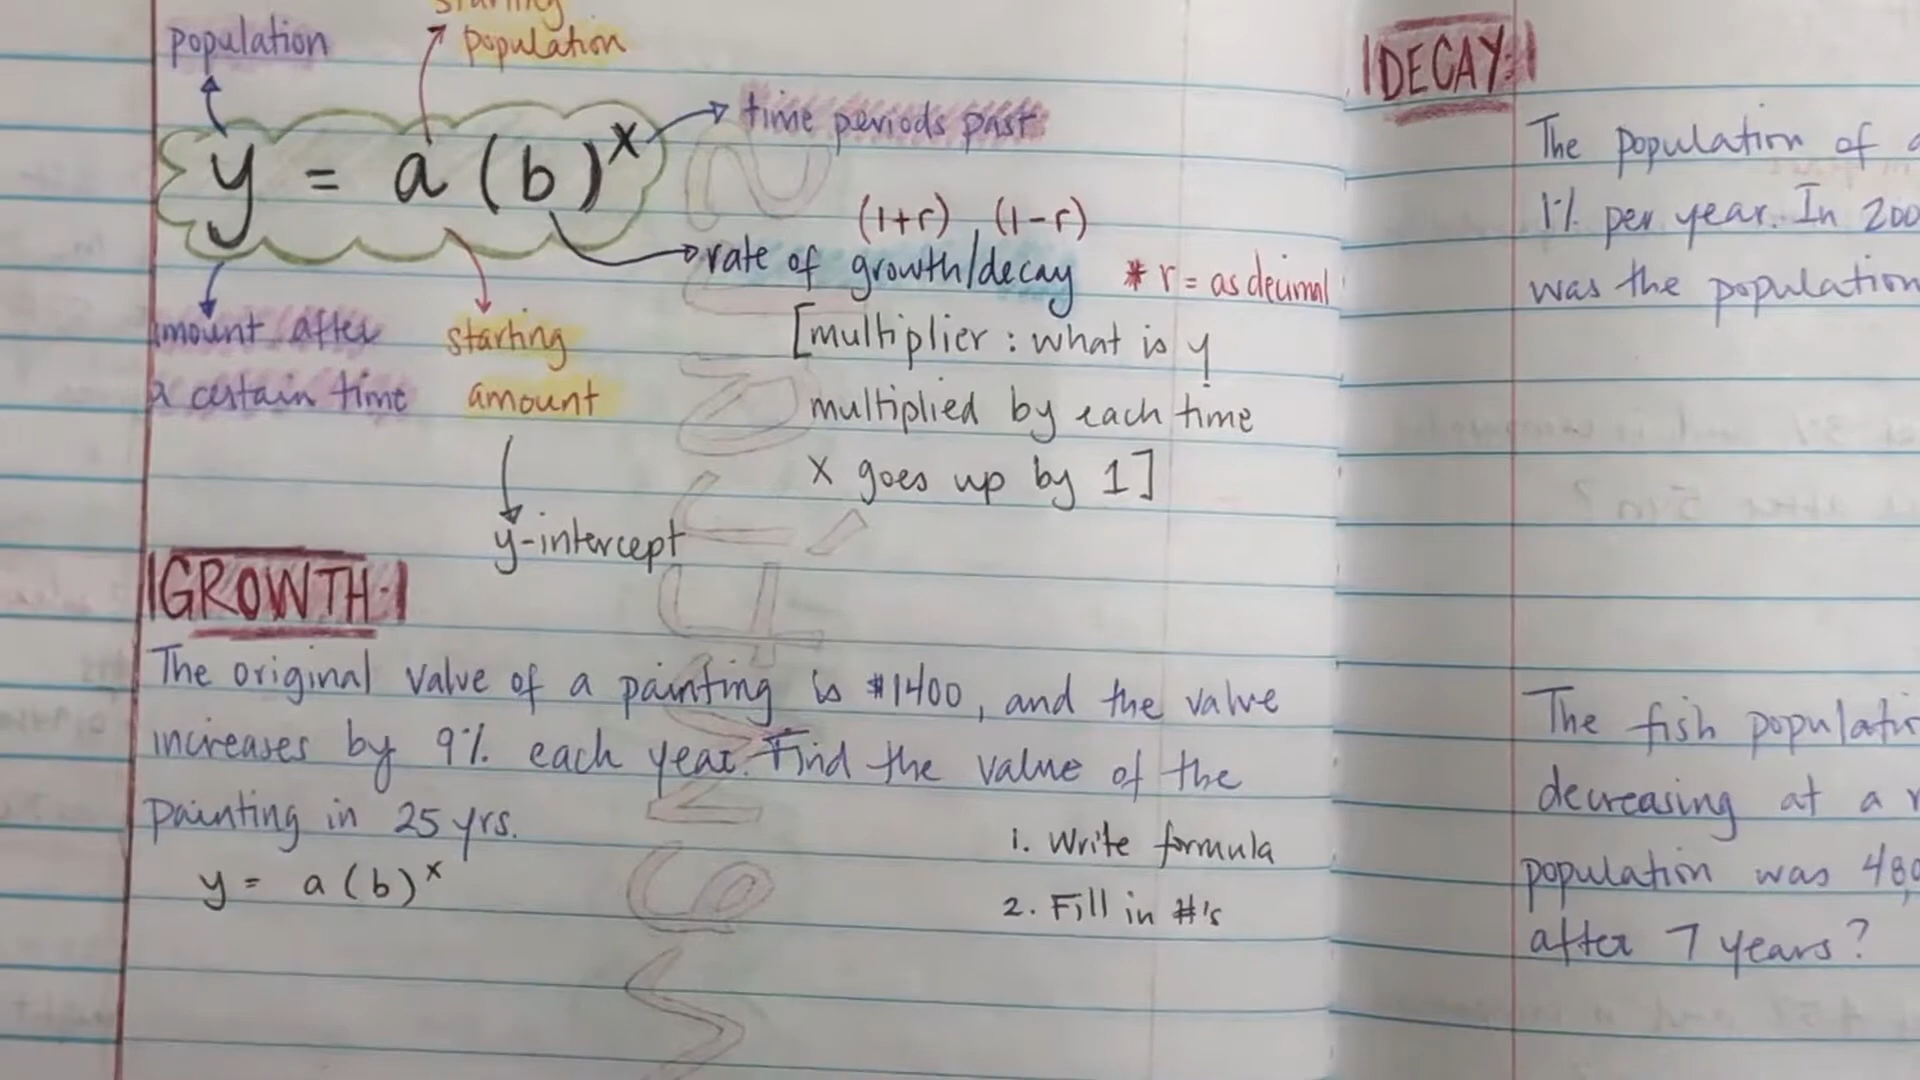 population
population
y = a (b)^x
time periods past
(1+r) , (1-r)
rate of growth/decay
* r = as decimal
mount after
a certain time
starting
amount
[multiplier : what is y
multiplied by each time
x goes up by 1]
y-intercept
GROWTH:
The original value of a painting is $1400, and the value
increases by 9% each year. Find the value of the
painting in 25 yrs.
y = a (b)^x
1. Write formula
2. Fill in #'s
DECAY:
The population of
1% per year. In 200
was the population
The fish populati
decreasing at a r
population was 48,0
after 7 years?